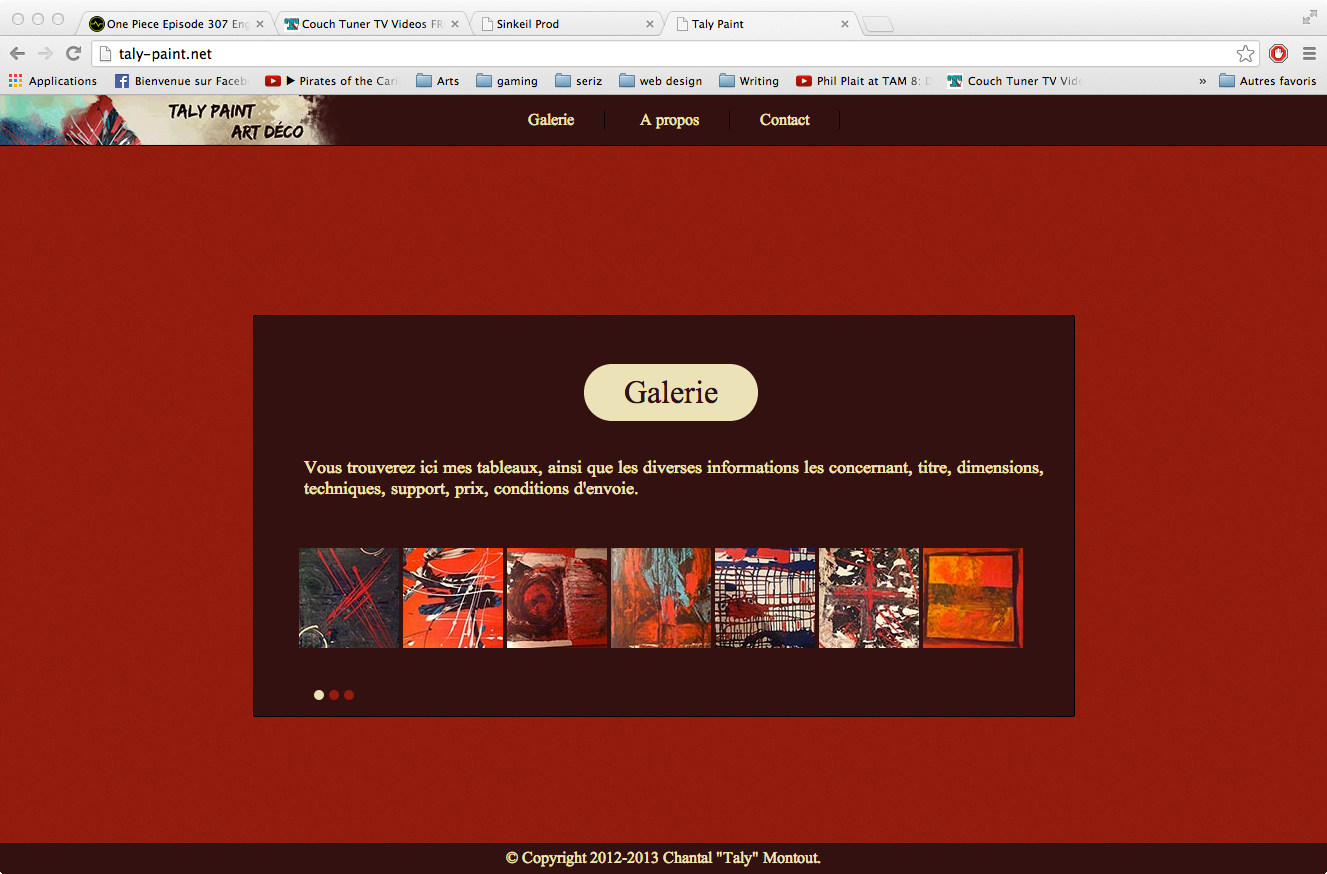 One Piece Episode 307 Eng
Couch Tuner TV Videos FR
Sinkeil Prod
Taly Paint
taly-paint.net
Applications
Bienvenue sur Faceb
▶ Pirates of the Cari
Arts
gaming
seriz
web design
Writing
Phil Plait at TAM 8: D
Couch Tuner TV Vide
»
Autres favoris
TALY PAINT
ART DÉCO
Galerie
A propos
Contact
Galerie
Vous trouverez ici mes tableaux, ainsi que les diverses informations les concernant, titre, dimensions,
techniques, support, prix, conditions d'envoie.
© Copyright 2012-2013 Chantal "Taly" Montout.